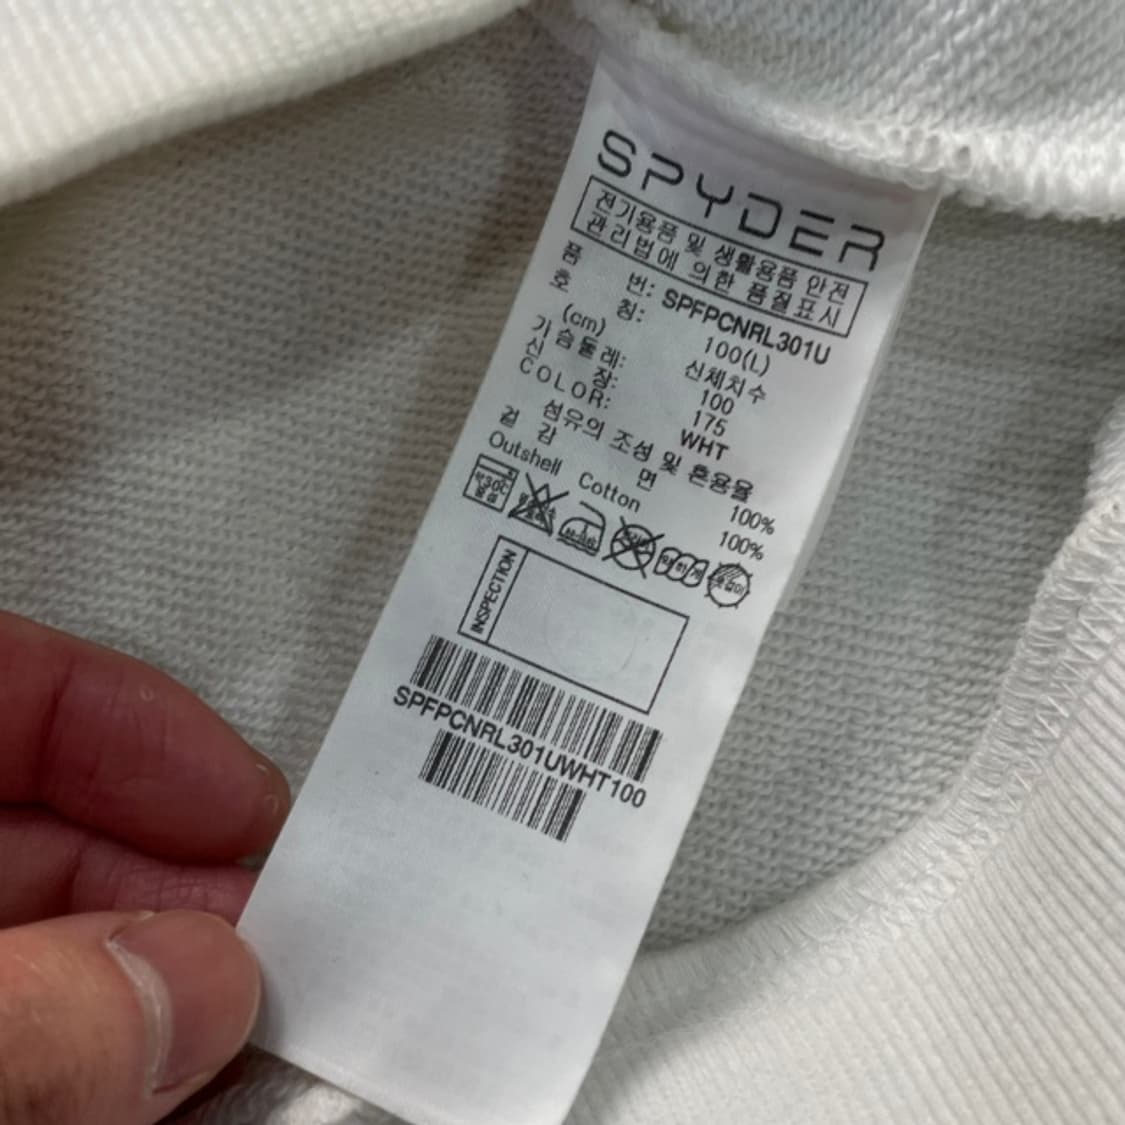 SPYDER
전기용품 및 생활용품 안전
관리법에 의한 품질표시
품 번: SPFPCNRL301U
호 칭: 100(L)
(cm) 신체치수
가 슴 둘 레: 100
신 장: 175
COLOR: WHT
섬유의 조성 및 혼용율
겉 감 면 100%
Outshell Cotton 100%
INSPECTION
SPFPCNRL301UWHT100